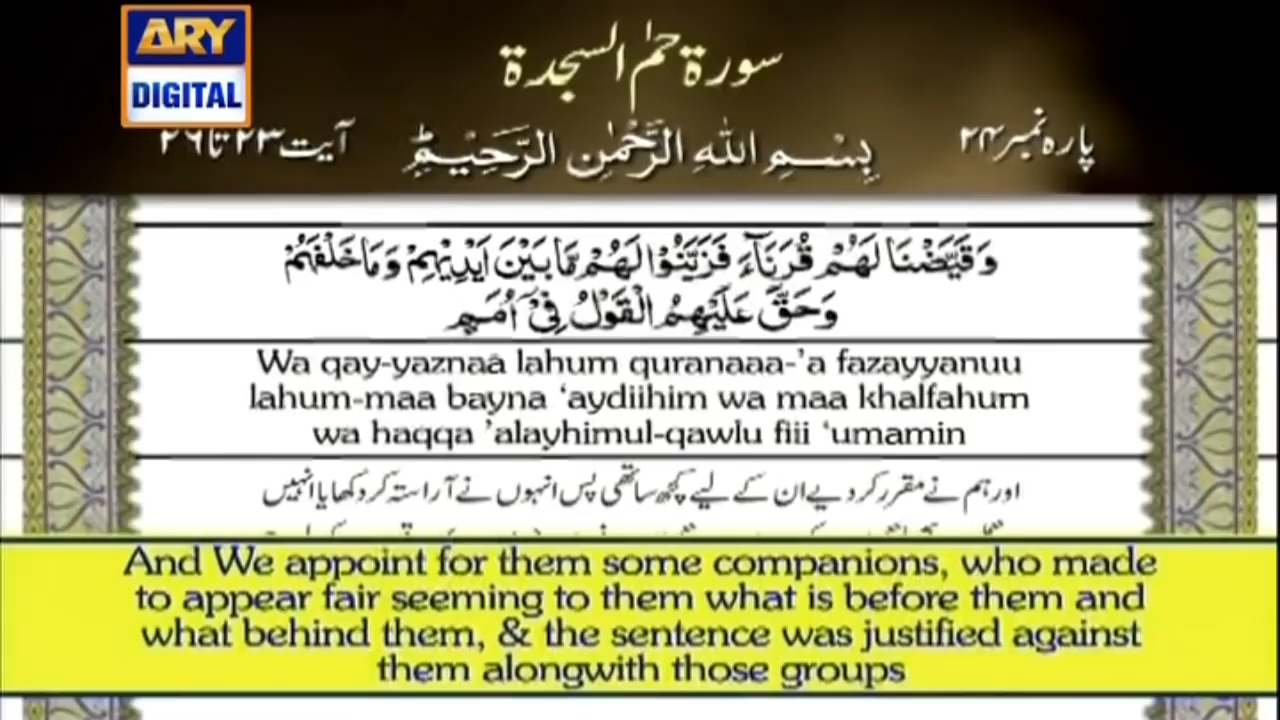 ARY
DIGITAL
سورۃ حٰمٓ السجدۃ
پارہ نمبر ۲۴
بِسْمِ اللهِ الرَّحْمٰنِ الرَّحِيْمِ
آیت ۲۳ تا ۲۶
وَقَيَّضْنَا لَهُمْ قُرَنَآءَ فَزَيَّنُوْا لَهُمْ مَّا بَيْنَ اَيْدِيْهِمْ وَمَا خَلْفَهُمْ
وَحَقَّ عَلَيْهِمُ الْقَوْلُ فِيْٓ اُمَمٍ
Wa qay-yaznaâ lahum quranaaa-'a fazayyanuu
lahum-maa bayna 'aydiihim wa maa khalfahum
wa haqqa 'alayhimul-qawlu fiii 'umamin
اور ہم نے مقرر کر دیے ان کے لیے کچھ ساتھی پس انہوں نے آراستہ کر دکھایا انہیں
And We appoint for them some companions, who made
to appear fair seeming to them what is before them and
what behind them, & the sentence was justified against
them alongwith those groups